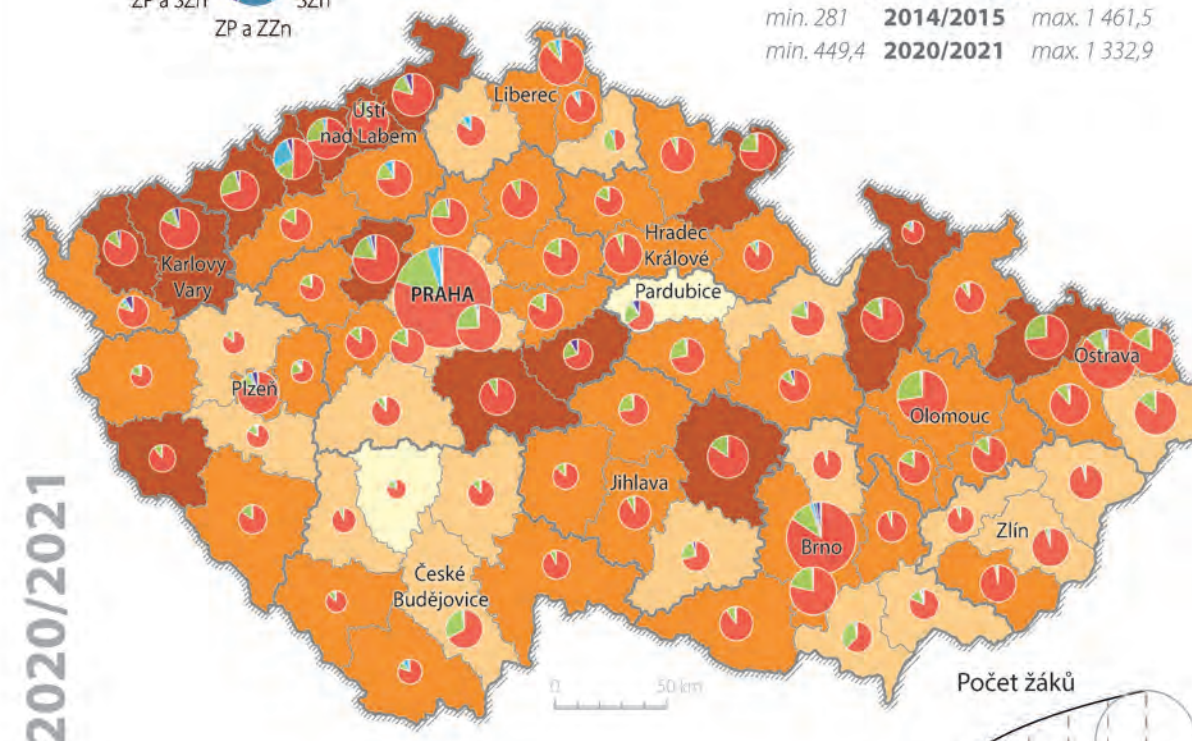 ZP a SZn
SZn
ZP a ZZn
min. 281 2014/2015 max. 1 461,5
min. 449,4 2020/2021 max. 1 332,9
Liberec
Ústí
nad Labem
Karlovy
Vary
Hradec
Králové
PRAHA
Pardubice
Plzeň
Ostrava
Olomouc
Jihlava
Brno
Zlín
České
Budějovice
2020/2021
0 50 km
Počet žáků